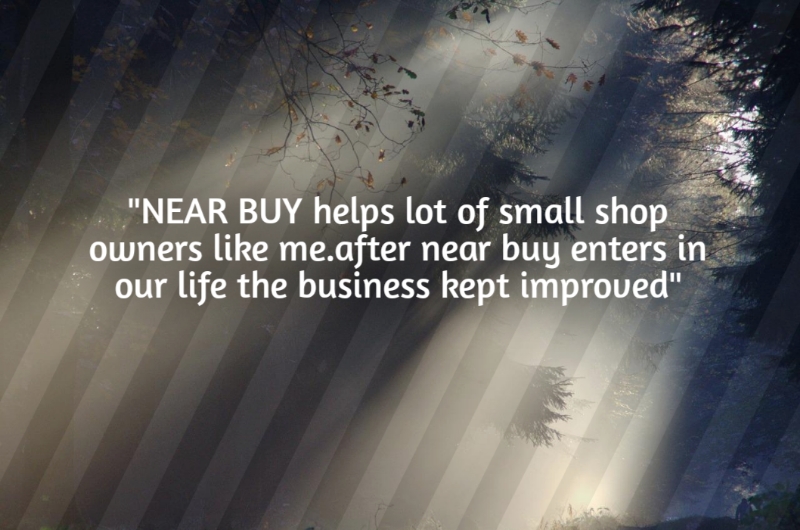 "NEAR BUY helps lot of small shop
owners like me.after near buy enters in
our life the business kept improved"